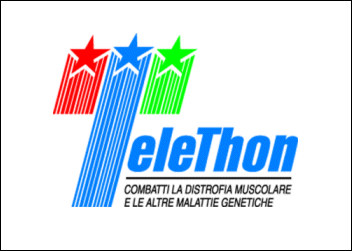 TeleThon
COMBATTI LA DISTROFIA MUSCOLARE
E LE ALTRE MALATTIE GENETICHE